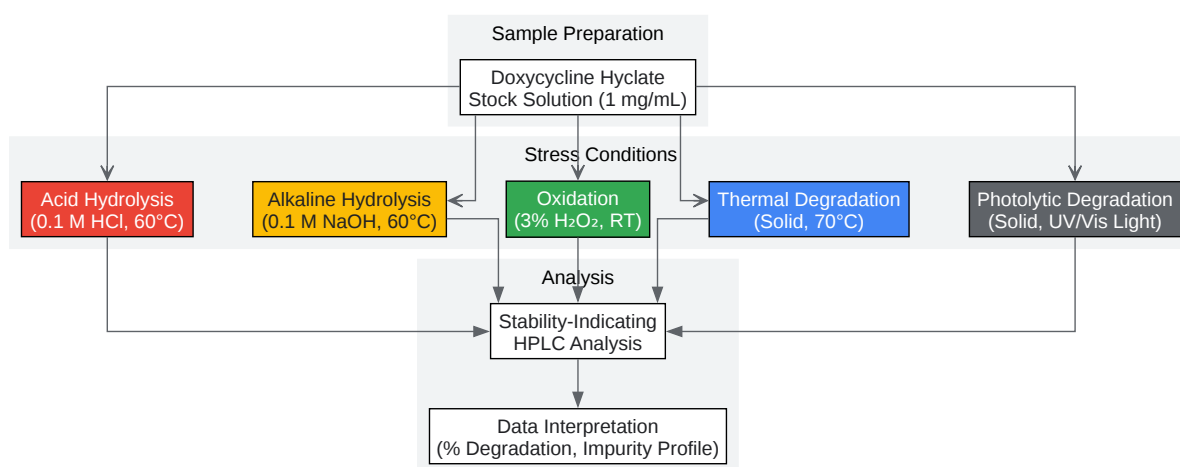 Sample Preparation
Doxycycline Hyclate
Stock Solution (1 mg/mL)
Stress Conditions
Acid Hydrolysis
(0.1 M HCl, 60°C)
Alkaline Hydrolysis
(0.1 M NaOH, 60°C)
Oxidation
(3% H₂O₂, RT)
Thermal Degradation
(Solid, 70°C)
Photolytic Degradation
(Solid, UV/Vis Light)
Analysis
Stability-Indicating
HPLC Analysis
Data Interpretation
(% Degradation, Impurity Profile)